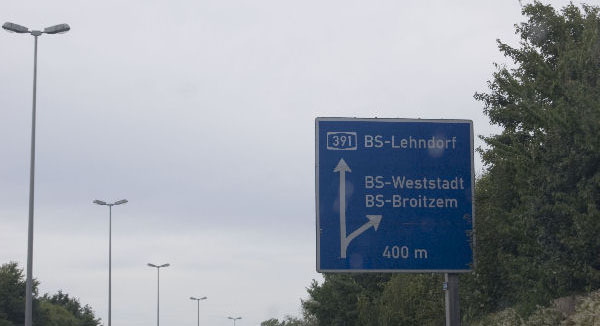 391 BS-Lehndorf
BS-Weststadt
BS-Broitzem
400 m